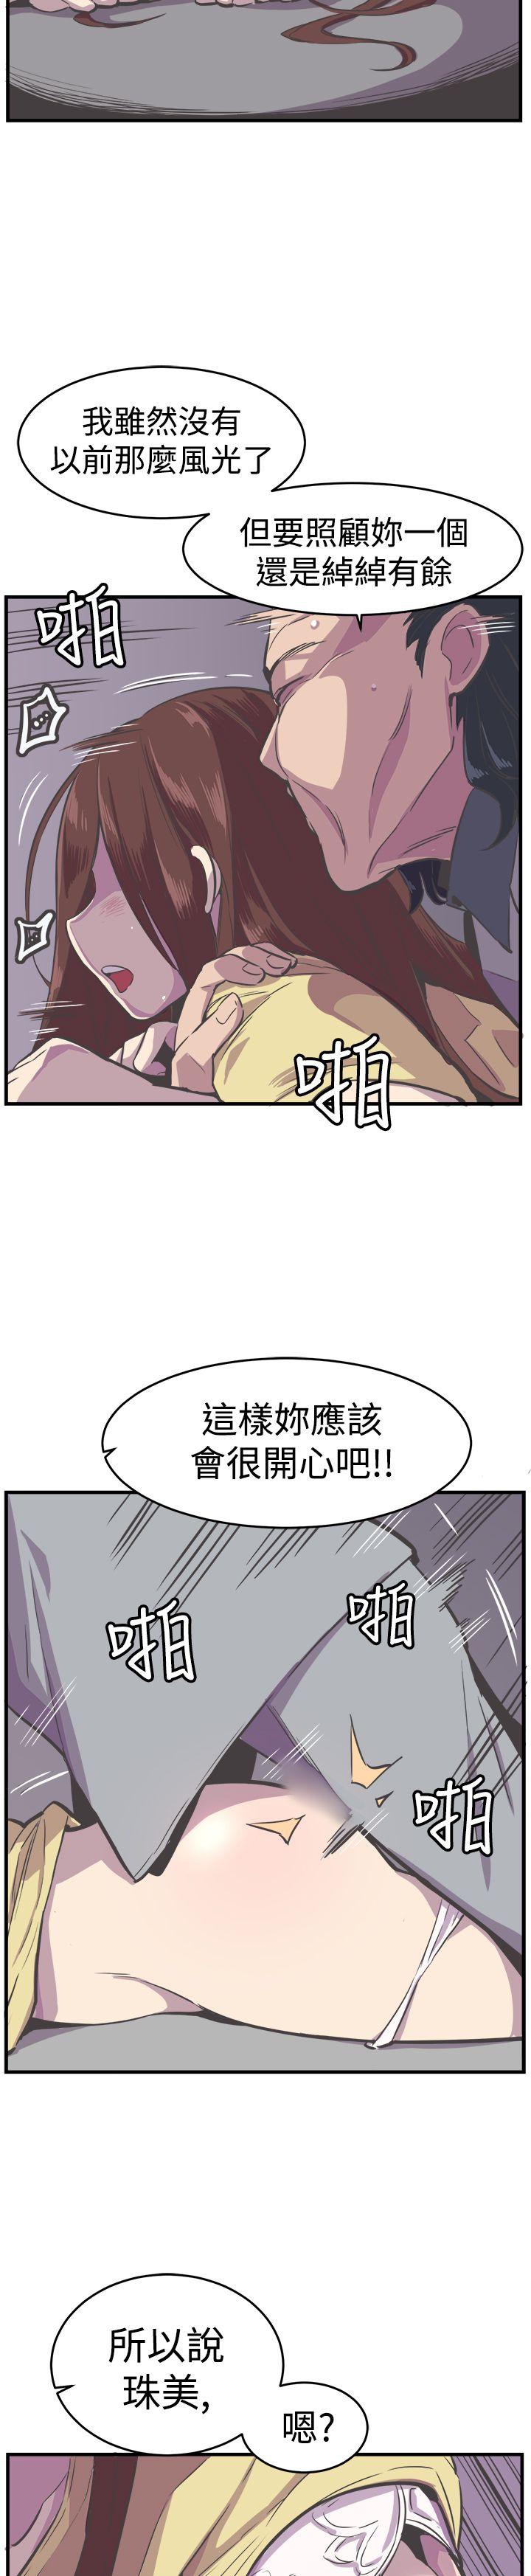 我雖然沒有
以前那麼風光了
但要照顧妳一個
還是綽綽有餘
啪
啪
這樣妳應該
會很開心吧!!
啪
啪
啪
所以說
珠美,
嗯?